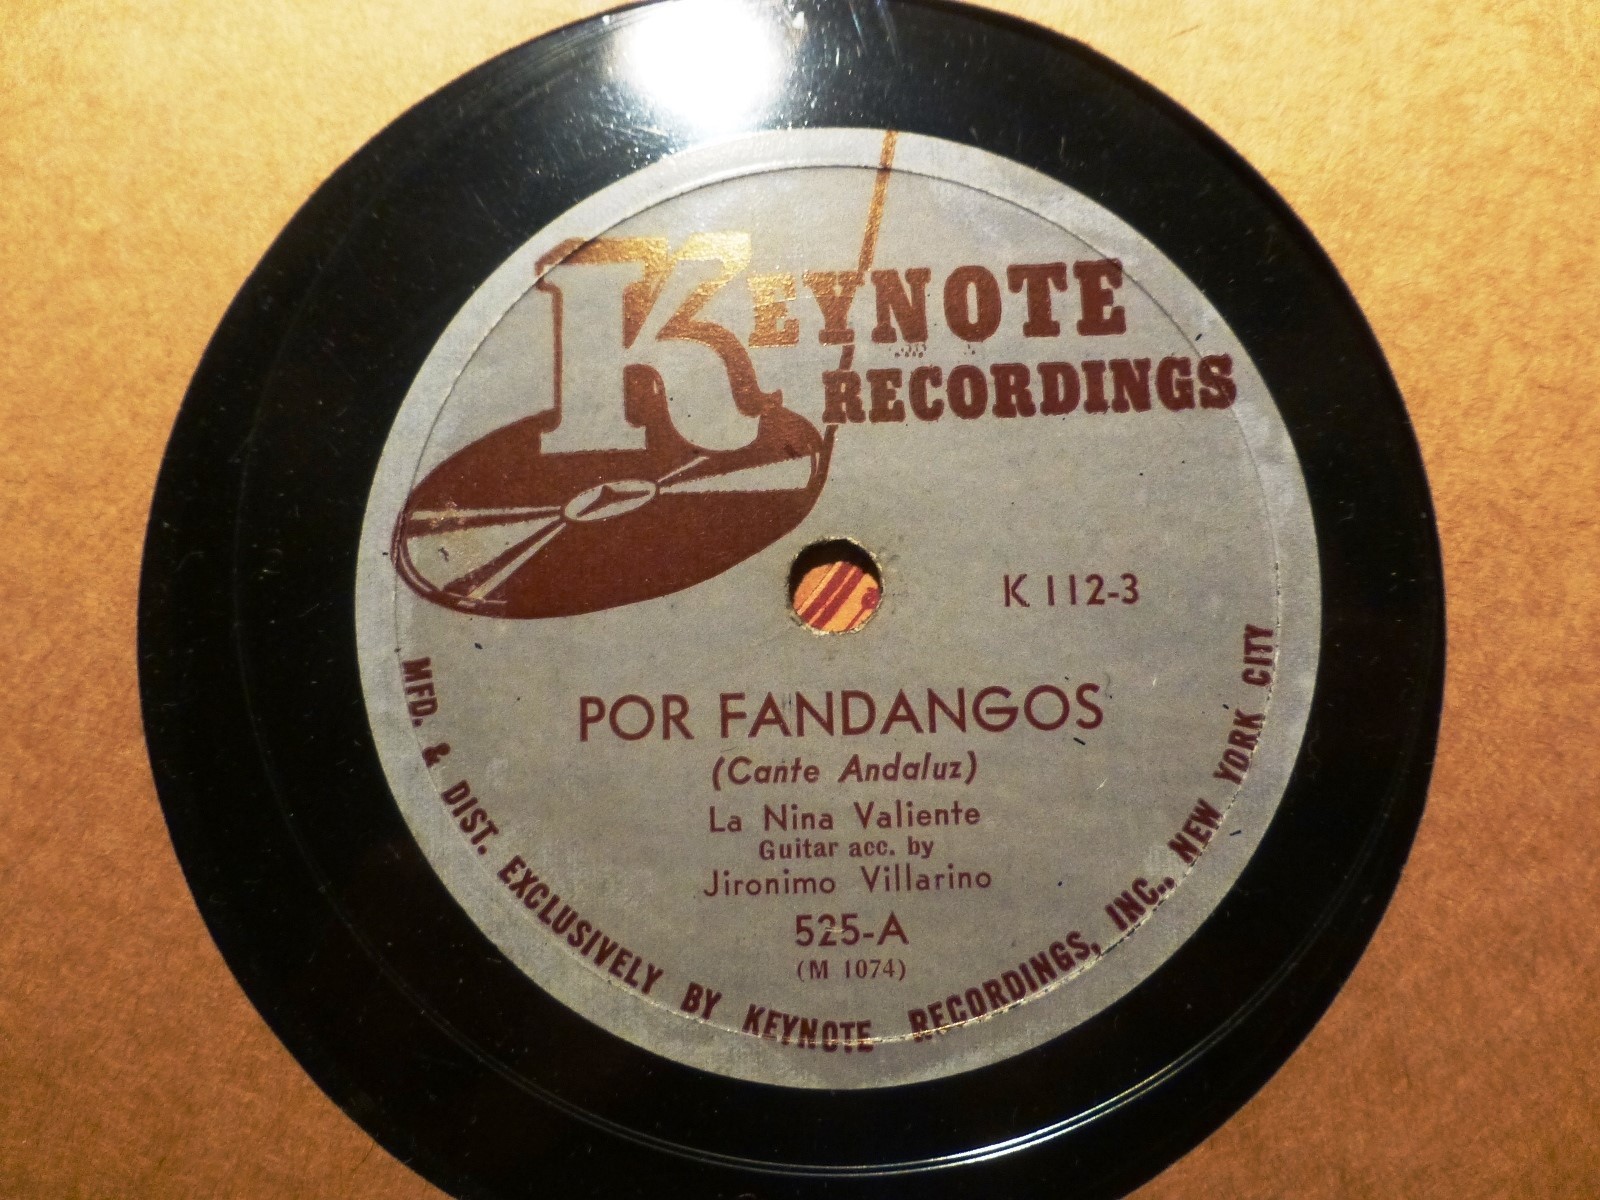 KEYNOTE
RECORDINGS
K 112-3
POR FANDANGOS
(Cante Andaluz)
La Nina Valiente
Guitar acc. by
Jironimo Villarino
525-A
(M 1074)
MFD. & DIST. EXCLUSIVELY BY KEYNOTE RECORDINGS, INC., NEW YORK CITY